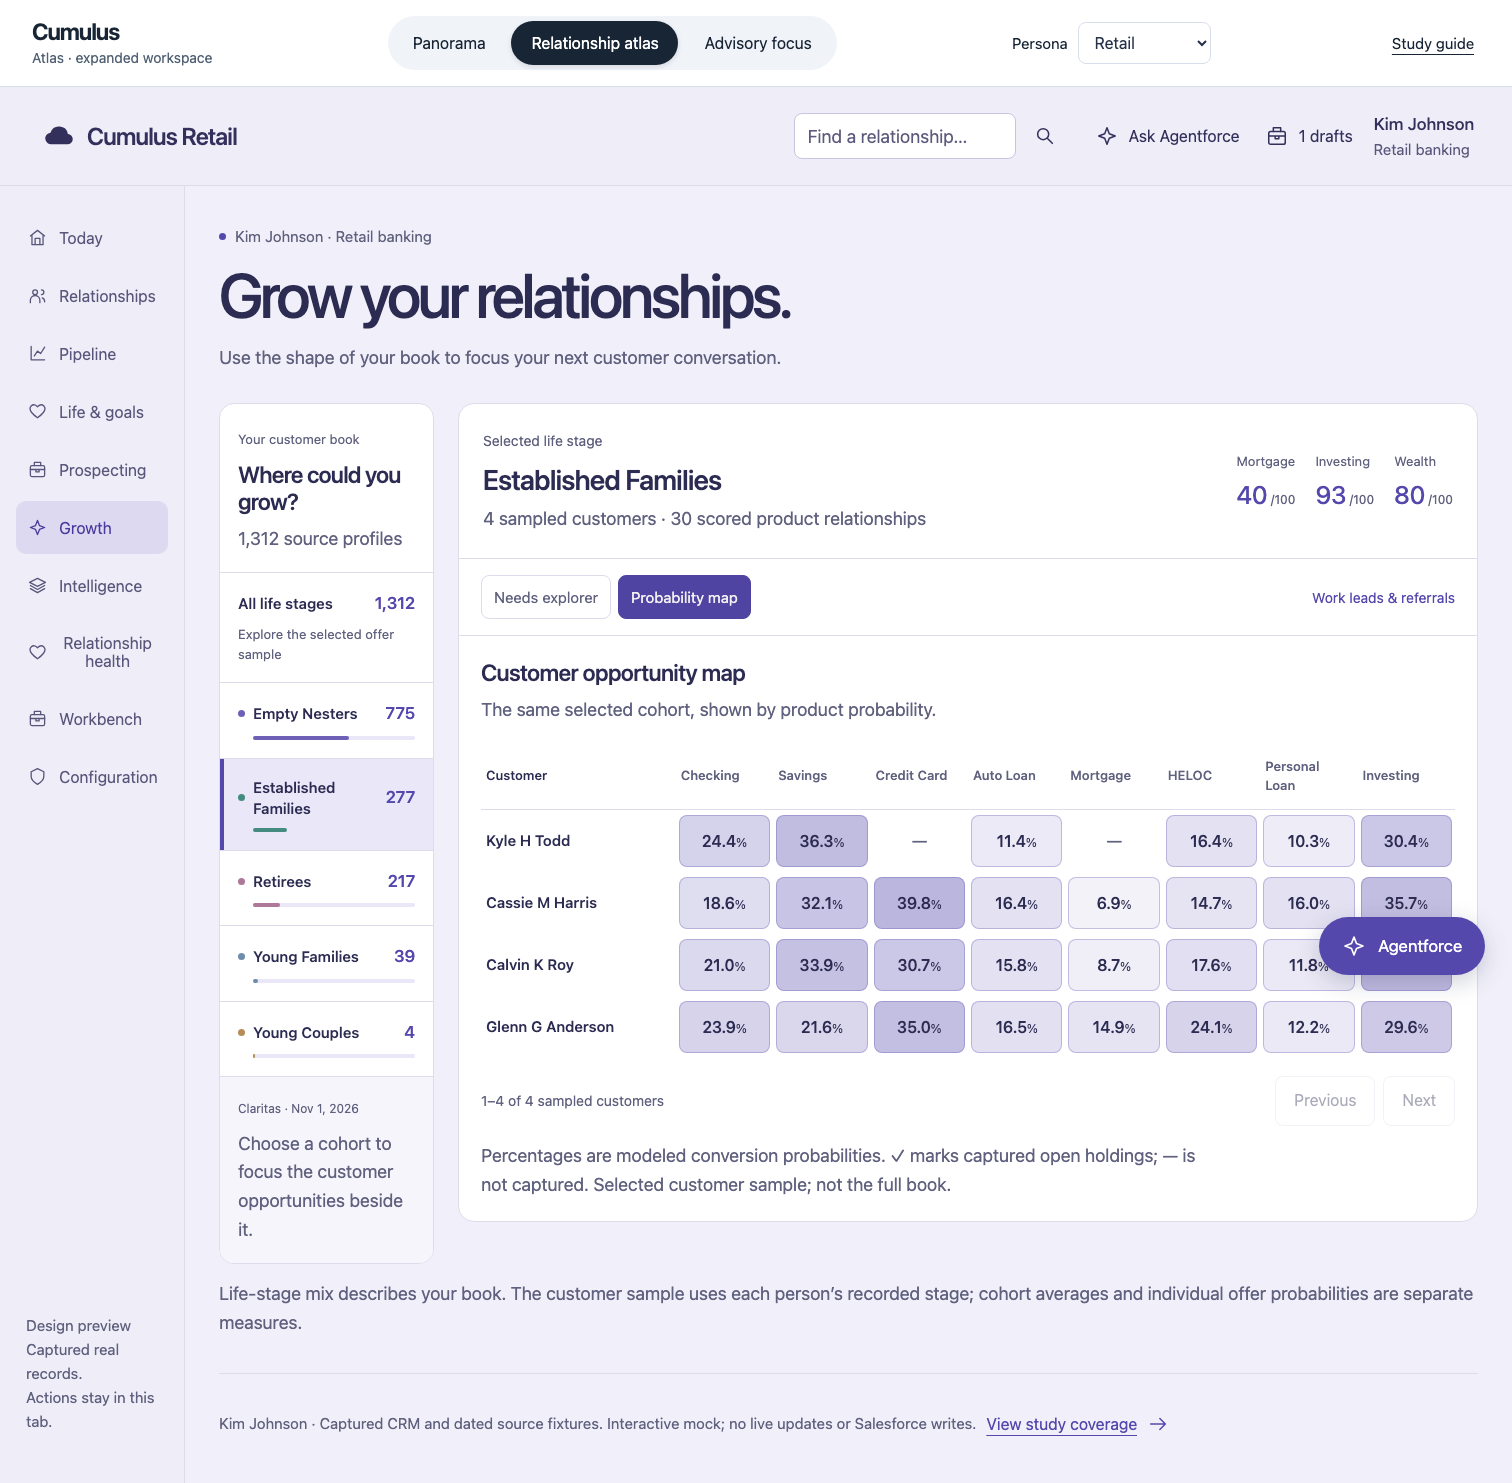 Cumulus
Atlas · expanded workspace
Panorama
Relationship atlas
Advisory focus
Persona
Retail
Study guide
Cumulus Retail
Find a relationship...
Ask Agentforce
1 drafts
Kim Johnson
Retail banking
Today
Relationships
Pipeline
Life & goals
Prospecting
Growth
Intelligence
Relationship
health
Workbench
Configuration
Design preview
Captured real
records.
Actions stay in this
tab.
Kim Johnson · Retail banking
Grow your relationships.
Use the shape of your book to focus your next customer conversation.
Your customer book
Where could you
grow?
1,312 source profiles
All life stages 1,312
Explore the selected offer
sample
Empty Nesters 775
Established
Families 277
Retirees 217
Young Families 39
Young Couples 4
Claritas · Nov 1, 2026
Choose a cohort to
focus the customer
opportunities beside
it.
Selected life stage
Established Families
4 sampled customers · 30 scored product relationships
Mortgage Investing Wealth
40 /100 93 /100 80 /100
Needs explorer
Probability map
Work leads & referrals
Customer opportunity map
The same selected cohort, shown by product probability.
Customer Checking Savings Credit Card Auto Loan Mortgage HELOC Personal Loan Investing
Kyle H Todd 24.4% 36.3% — 11.4% — 16.4% 10.3% 30.4%
Cassie M Harris 18.6% 32.1% 39.8% 16.4% 6.9% 14.7% 16.0% 35.7%
Calvin K Roy 21.0% 33.9% 30.7% 15.8% 8.7% 17.6% 11.8%
Agentforce
Glenn G Anderson 23.9% 21.6% 35.0% 16.5% 14.9% 24.1% 12.2% 29.6%
1–4 of 4 sampled customers
Previous
Next
Percentages are modeled conversion probabilities. ✓ marks captured open holdings; — is
not captured. Selected customer sample; not the full book.
Life-stage mix describes your book. The customer sample uses each person’s recorded stage; cohort averages and individual offer probabilities are separate
measures.
Kim Johnson · Captured CRM and dated source fixtures. Interactive mock; no live updates or Salesforce writes. View study coverage →